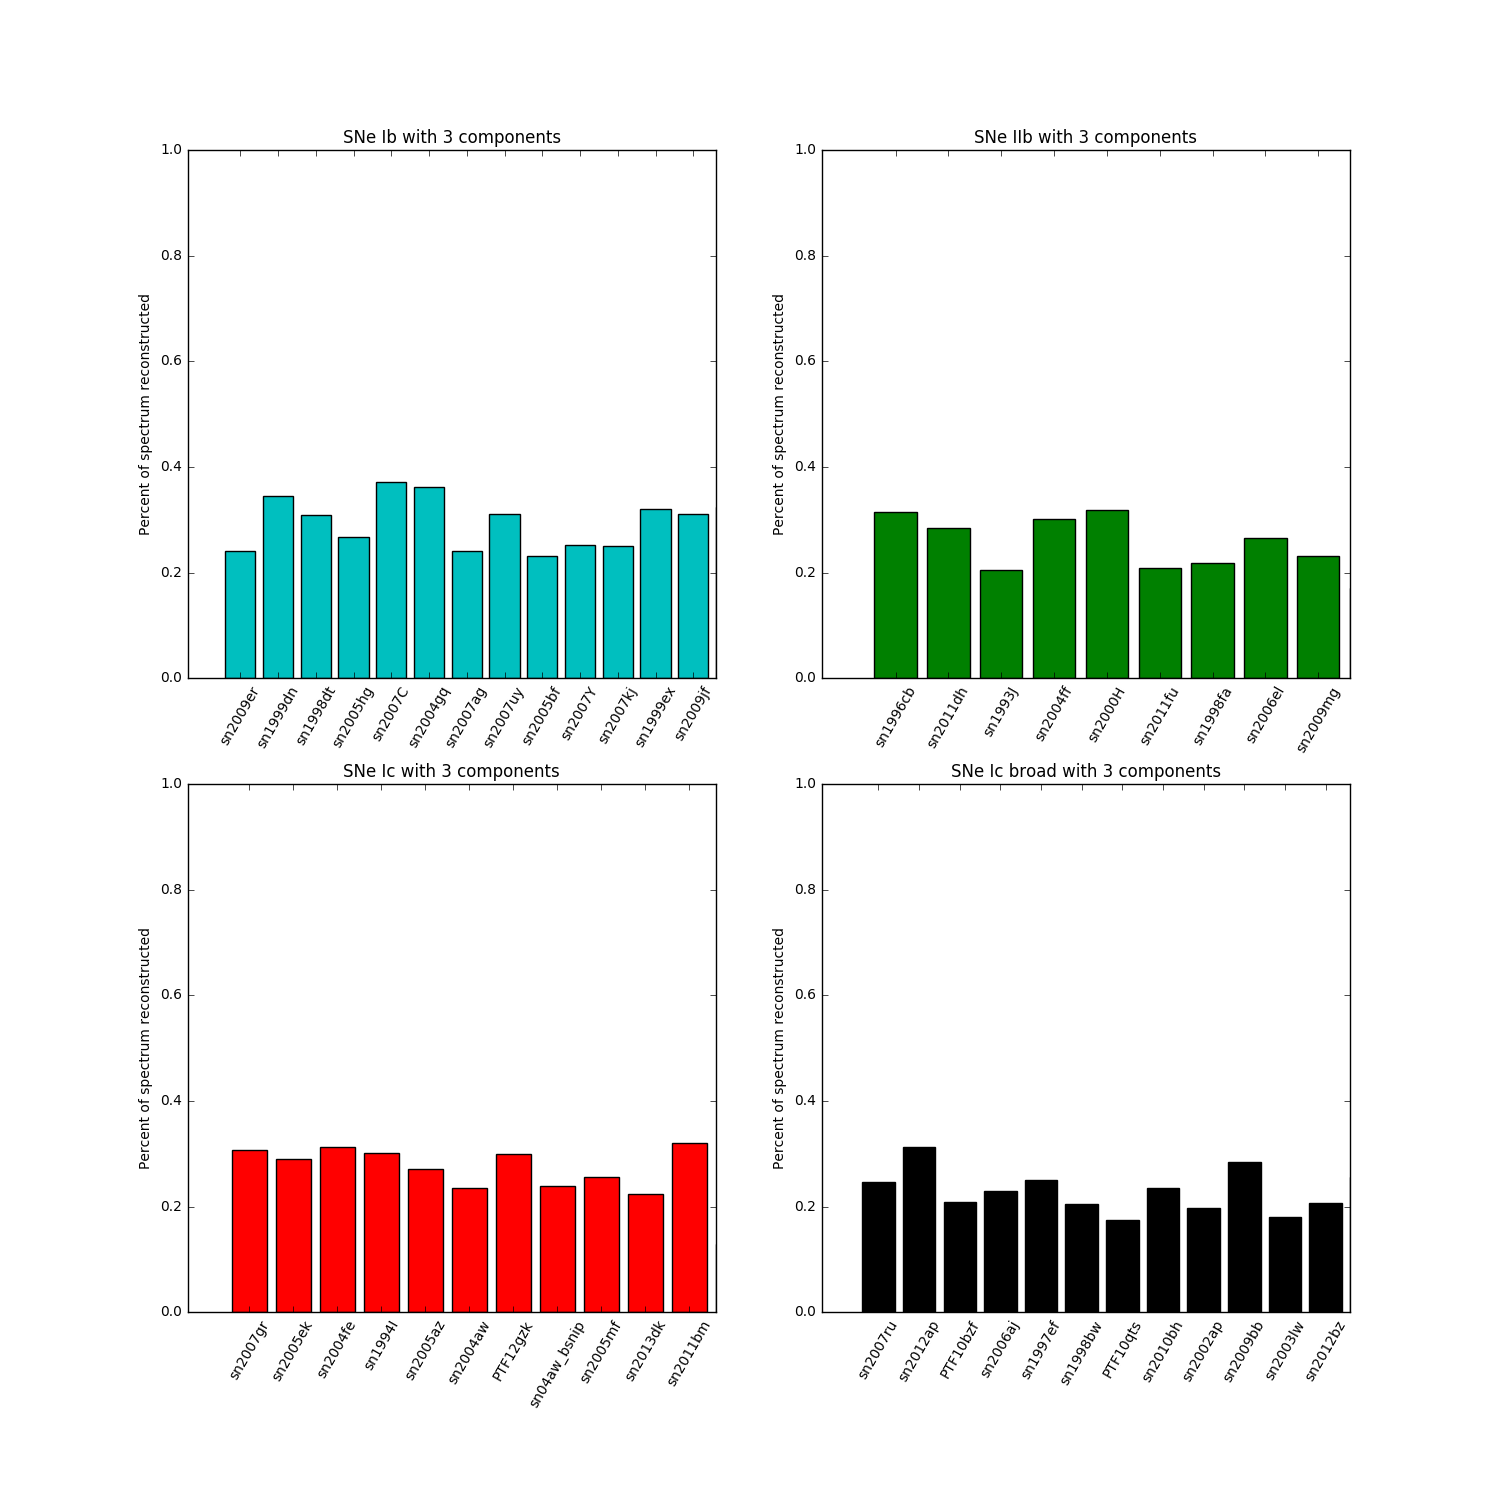 SNe Ib with 3 components
1.0
0.8
0.6
0.4
0.2
0.0
Percent of spectrum reconstructed
sn2009er
sn1999dn
sn1998dt
sn2005hg
sn2007C
sn2004gq
sn2007ag
sn2007uy
sn2005bf
sn2007Y
sn2007kj
sn1999ex
sn2009jf
SNe IIb with 3 components
1.0
0.8
0.6
0.4
0.2
0.0
Percent of spectrum reconstructed
sn1996cb
sn2011dh
sn1993J
sn2004ff
sn2000H
sn2011fu
sn1998fa
sn2006el
sn2009mg
SNe Ic with 3 components
1.0
0.8
0.6
0.4
0.2
0.0
Percent of spectrum reconstructed
sn2007gr
sn2005ek
sn2004fe
sn1994I
sn2005az
sn2004aw
PTF12gzk
sn04aw_bsnip
sn2005mf
sn2013dk
sn2011bm
SNe Ic broad with 3 components
1.0
0.8
0.6
0.4
0.2
0.0
Percent of spectrum reconstructed
sn2007ru
sn2012ap
PTF10bzf
sn2006aj
sn1997ef
sn1998bw
PTF10qts
sn2010bh
sn2002ap
sn2009bb
sn2003lw
sn2012bz